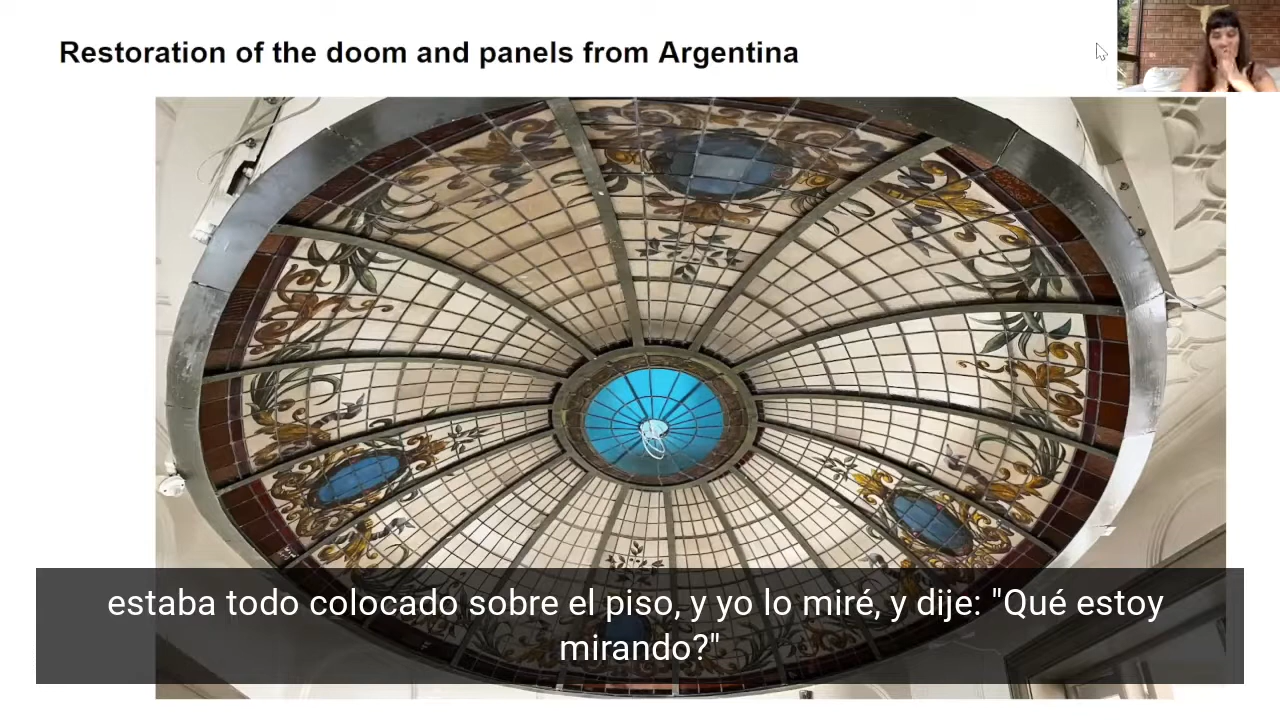 Restoration of the doom and panels from Argentina
estaba todo colocado sobre el piso, y yo lo miré, y dije: "Qué estoy
mirando?"